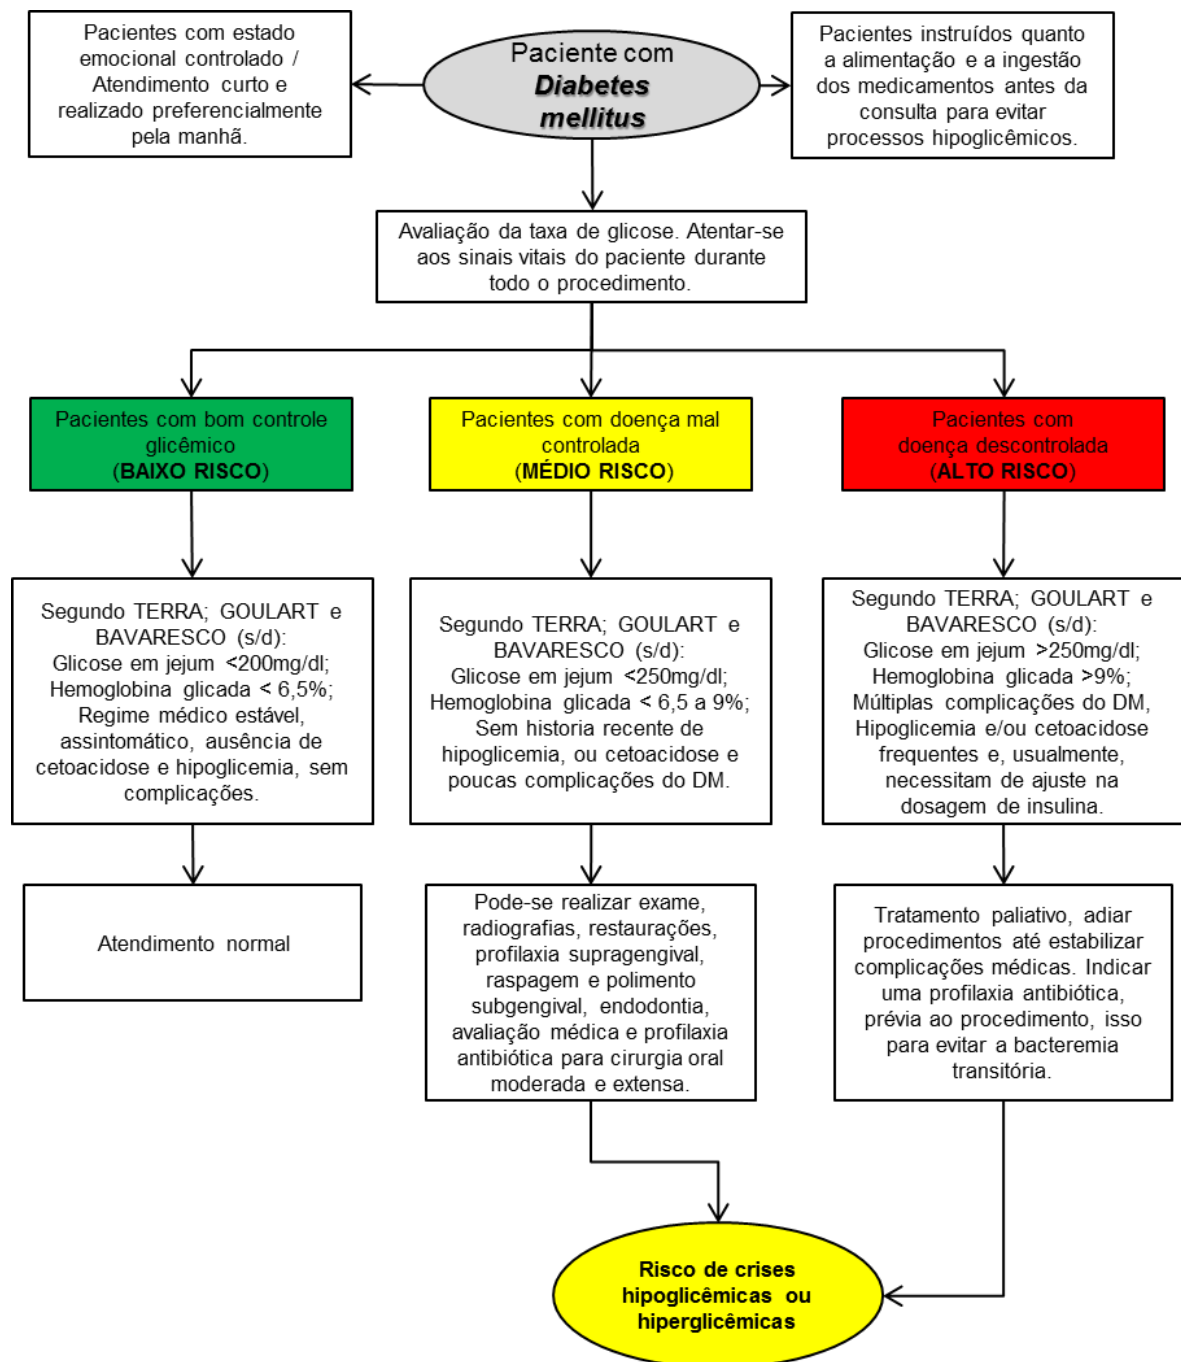 Pacientes com estado
emocional controlado /
Atendimento curto e
realizado preferencialmente
pela manhã.
Paciente com
Diabetes
mellitus
Pacientes instruídos quanto
a alimentação e a ingestão
dos medicamentos antes da
consulta para evitar
processos hipoglicêmicos.
Avaliação da taxa de glicose. Atentar-se
aos sinais vitais do paciente durante
todo o procedimento.
Pacientes com bom controle
glicêmico
(BAIXO RISCO)
Pacientes com doença mal
controlada
(MÉDIO RISCO)
Pacientes com
doença descontrolada
(ALTO RISCO)
Segundo TERRA; GOULART e
BAVARESCO (s/d):
Glicose em jejum <200mg/dl;
Hemoglobina glicada < 6,5%;
Regime médico estável,
assintomático, ausência de
cetoacidose e hipoglicemia, sem
complicações.
Segundo TERRA; GOULART e
BAVARESCO (s/d):
Glicose em jejum <250mg/dl;
Hemoglobina glicada < 6,5 a 9%;
Sem historia recente de
hipoglicemia, ou cetoacidose e
poucas complicações do DM.
Segundo TERRA; GOULART e
BAVARESCO (s/d):
Glicose em jejum >250mg/dl;
Hemoglobina glicada >9%;
Múltiplas complicações do DM,
Hipoglicemia e/ou cetoacidose
frequentes e, usualmente,
necessitam de ajuste na
dosagem de insulina.
Atendimento normal
Pode-se realizar exame,
radiografias, restaurações,
profilaxia supragengival,
raspagem e polimento
subgengival, endodontia,
avaliação médica e profilaxia
antibiótica para cirurgia oral
moderada e extensa.
Tratamento paliativo, adiar
procedimentos até estabilizar
complicações médicas. Indicar
uma profilaxia antibiótica,
prévia ao procedimento, isso
para evitar a bacteremia
transitória.
Risco de crises
hipoglicêmicas ou
hiperglicêmicas